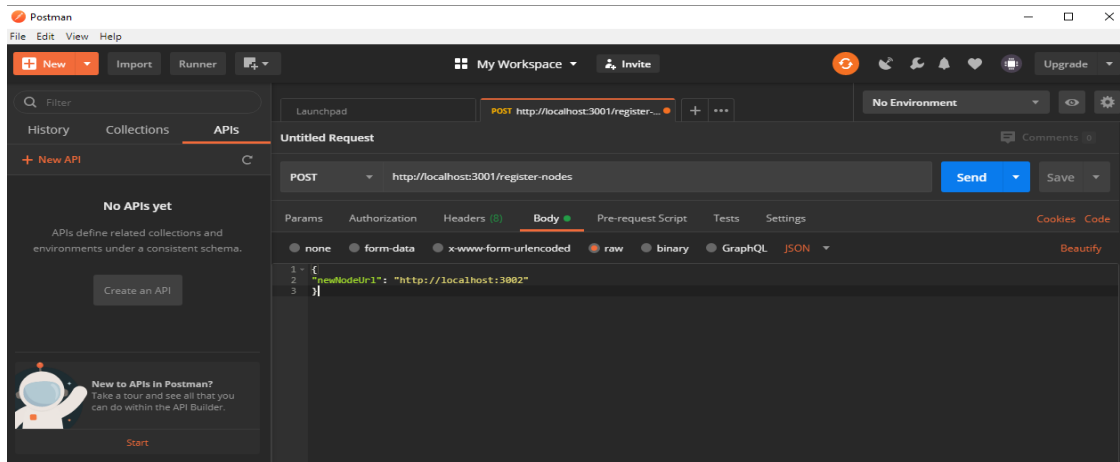 Postman
File Edit View Help
New Import Runner My Workspace Invite Upgrade
Filter
History Collections APIs
+ New API
No APIs yet
APIs define related collections and
environments under a consistent schema.
Create an API
New to APIs in Postman?
Take a tour and see all that you
can do within the API Builder.
Start
Launchpad POST http://localhost:3001/register-... + ••• No Environment
Untitled Request Comments 0
POST http://localhost:3001/register-nodes Send Save
Params Authorization Headers (8) Body Pre-request Script Tests Settings Cookies Code
none form-data x-www-form-urlencoded raw binary GraphQL JSON Beautify
1 {
2 "newNodeUrl": "http://localhost:3002"
3 }